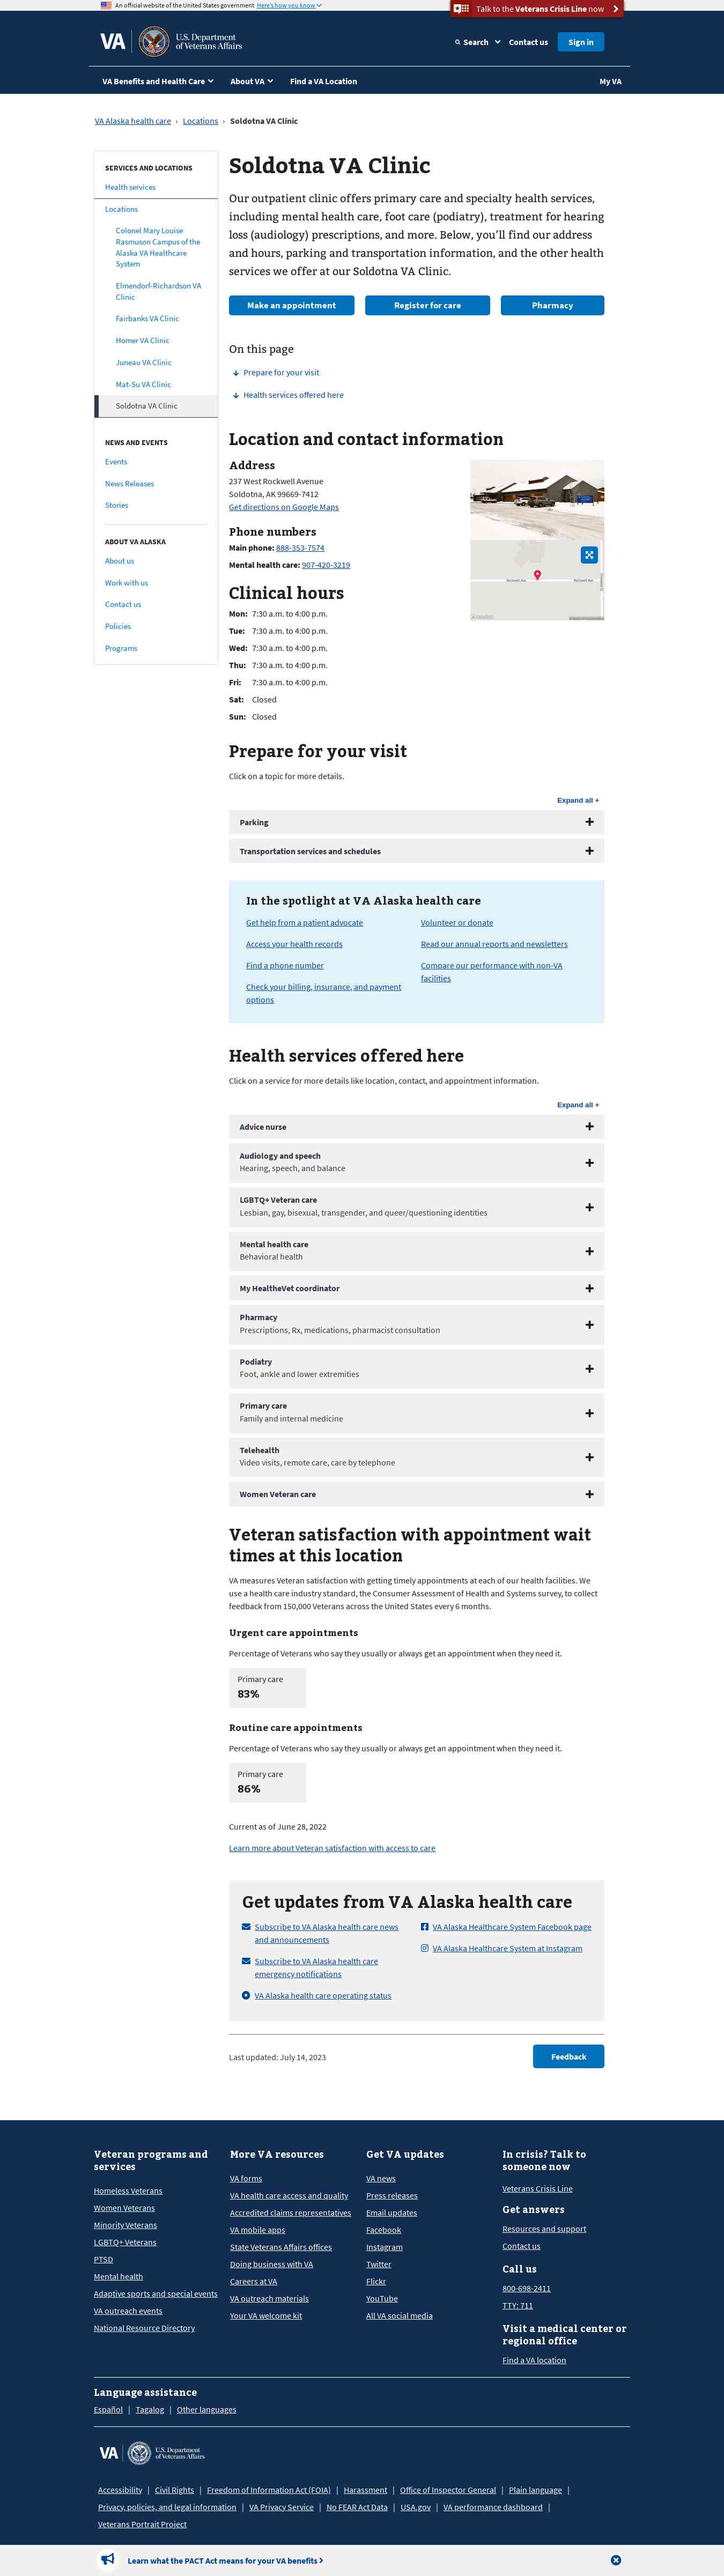 An official website of the United States government Here's how you know
Talk to the Veterans Crisis Line now
VA
U.S. Department
of Veterans Affairs
Search
Contact us
Sign in
VA Benefits and Health Care
About VA
Find a VA Location
My VA
VA Alaska health care › Locations › Soldotna VA Clinic
SERVICES AND LOCATIONS
Health services
Locations
Colonel Mary Louise
Rasmuson Campus of the
Alaska VA Healthcare
System
Elmendorf-Richardson VA
Clinic
Fairbanks VA Clinic
Homer VA Clinic
Juneau VA Clinic
Mat-Su VA Clinic
Soldotna VA Clinic
NEWS AND EVENTS
Events
News Releases
Stories
ABOUT VA ALASKA
About us
Work with us
Contact us
Policies
Programs
Soldotna VA Clinic
Our outpatient clinic offers primary care and specialty health services,
including mental health care, foot care (podiatry), treatment for hearing
loss (audiology) prescriptions, and more. Below, you'll find our address
and hours, parking and transportation information, and the other health
services we offer at our Soldotna VA Clinic.
Make an appointment
Register for care
Pharmacy
On this page
Prepare for your visit
Health services offered here
Location and contact information
Address
237 West Rockwell Avenue
Soldotna, AK 99669-7412
Get directions on Google Maps
Phone numbers
Main phone: 888-353-7574
Mental health care: 907-420-3219
Clinical hours
Mon: 7:30 a.m. to 4:00 p.m.
Tue: 7:30 a.m. to 4:00 p.m.
Wed: 7:30 a.m. to 4:00 p.m.
Thu: 7:30 a.m. to 4:00 p.m.
Fri: 7:30 a.m. to 4:00 p.m.
Sat: Closed
Sun: Closed
Prepare for your visit
Click on a topic for more details.
Expand all +
Parking
Transportation services and schedules
In the spotlight at VA Alaska health care
Get help from a patient advocate
Access your health records
Find a phone number
Check your billing, insurance, and payment
options
Volunteer or donate
Read our annual reports and newsletters
Compare our performance with non-VA
facilities
Health services offered here
Click on a service for more details like location, contact, and appointment information.
Expand all +
Advice nurse
Audiology and speech
Hearing, speech, and balance
LGBTQ+ Veteran care
Lesbian, gay, bisexual, transgender, and queer/questioning identities
Mental health care
Behavioral health
My HealtheVet coordinator
Pharmacy
Prescriptions, Rx, medications, pharmacist consultation
Podiatry
Foot, ankle and lower extremities
Primary care
Family and internal medicine
Telehealth
Video visits, remote care, care by telephone
Women Veteran care
Veteran satisfaction with appointment wait
times at this location
VA measures Veteran satisfaction with getting timely appointments at each of our health facilities. We
use a health care industry standard, the Consumer Assessment of Health and Systems survey, to collect
feedback from 150,000 Veterans across the United States every 6 months.
Urgent care appointments
Percentage of Veterans who say they usually or always get an appointment when they need it.
Primary care
83%
Routine care appointments
Percentage of Veterans who say they usually or always get an appointment when they need it.
Primary care
86%
Current as of June 28, 2022
Learn more about Veteran satisfaction with access to care
Get updates from VA Alaska health care
Subscribe to VA Alaska health care news
and announcements
Subscribe to VA Alaska health care
emergency notifications
VA Alaska health care operating status
VA Alaska Healthcare System Facebook page
VA Alaska Healthcare System at Instagram
Last updated: July 14, 2023
Feedback
Veteran programs and
services
Homeless Veterans
Women Veterans
Minority Veterans
LGBTQ+ Veterans
PTSD
Mental health
Adaptive sports and special events
VA outreach events
National Resource Directory
More VA resources
VA forms
VA health care access and quality
Accredited claims representatives
VA mobile apps
State Veterans Affairs offices
Doing business with VA
Careers at VA
VA outreach materials
Your VA welcome kit
Get VA updates
VA news
Press releases
Email updates
Facebook
Instagram
Twitter
Flickr
YouTube
All VA social media
In crisis? Talk to
someone now
Veterans Crisis Line
Get answers
Resources and support
Contact us
Call us
800-698-2411
TTY: 711
Visit a medical center or
regional office
Find a VA location
Language assistance
Español | Tagalog | Other languages
VA
U.S. Department
of Veterans Affairs
Accessibility | Civil Rights | Freedom of Information Act (FOIA) | Harassment | Office of Inspector General | Plain language |
Privacy, policies, and legal information | VA Privacy Service | No FEAR Act Data | USA.gov | VA performance dashboard |
Veterans Portrait Project
Learn what the PACT Act means for your VA benefits